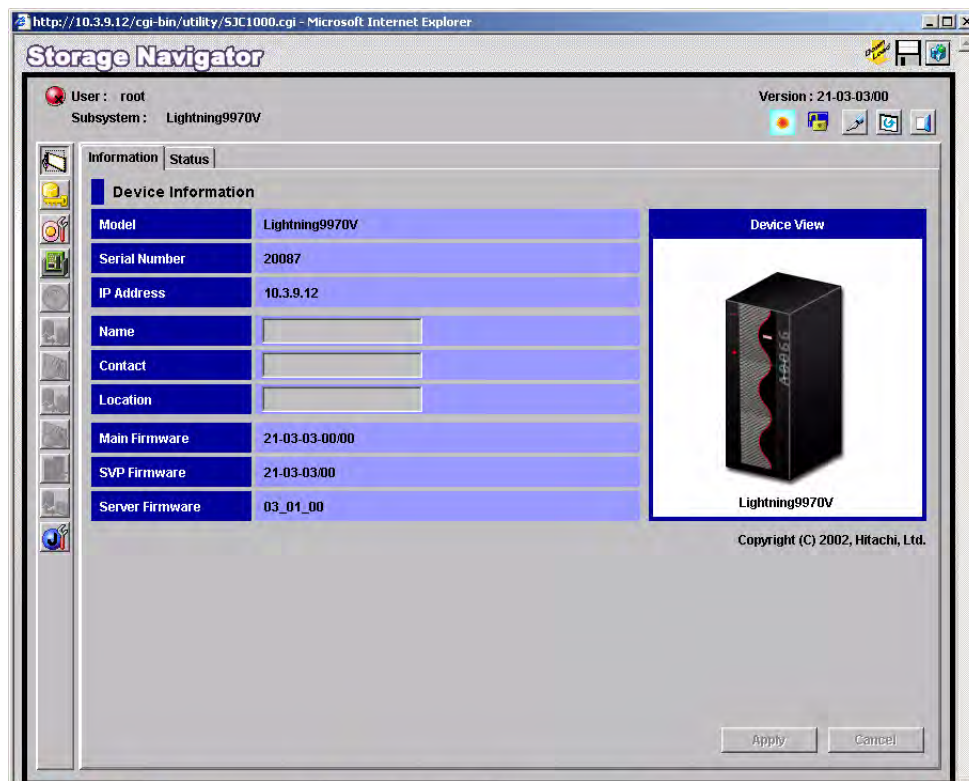 http://10.3.9.12/cgi-bin/utility/SJC1000.cgi - Microsoft Internet Explorer
Storage Navigator
User : root
Version : 21-03-03/00
Subsystem : Lightning9970V
Information Status
Device Information
Model Lightning9970V
Serial Number 20087
IP Address 10.3.9.12
Name
Contact
Location
Main Firmware 21-03-03-00/00
SVP Firmware 21-03-03/00
Server Firmware 03_01_00
Device View
Lightning9970V
Copyright (C) 2002, Hitachi, Ltd.
Apply Cancel